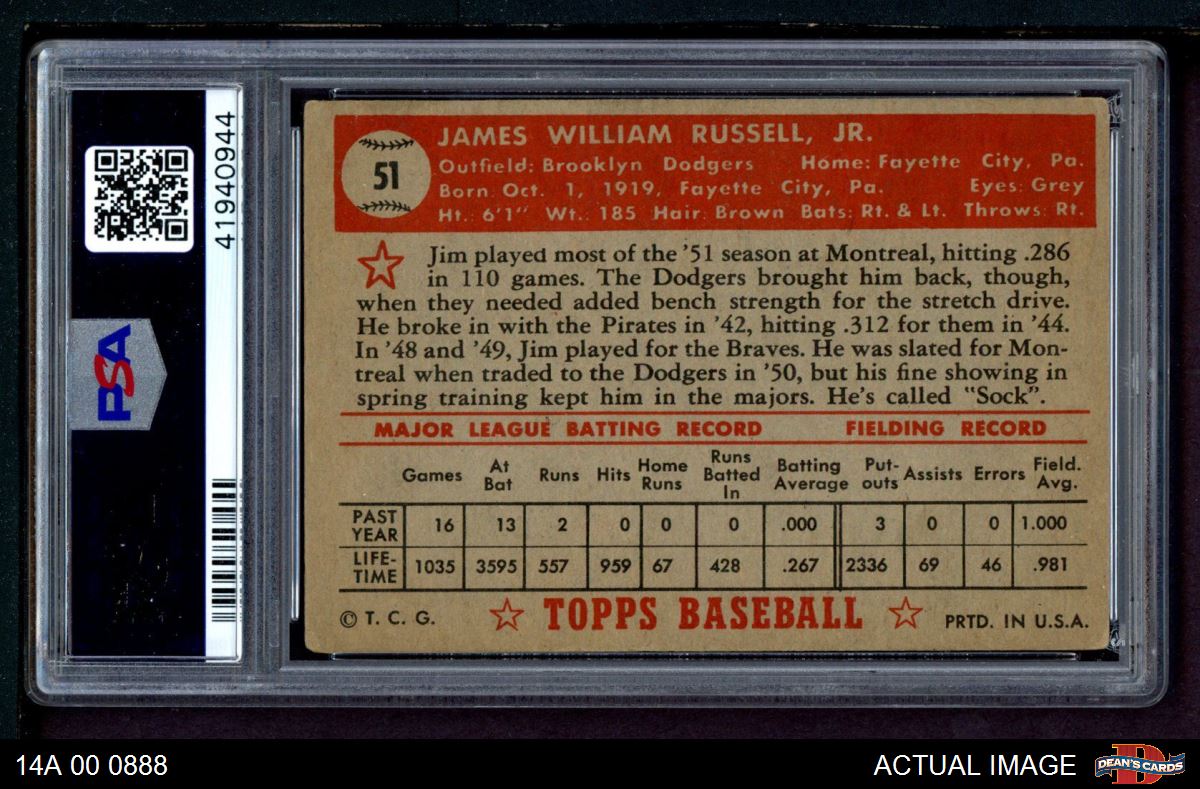 PSA
41940944
51
JAMES WILLIAM RUSSELL, JR.
Outfield: Brooklyn Dodgers Home: Fayette City, Pa.
Born: Oct. 1, 1919, Fayette City, Pa. Eyes: Grey
Ht.: 6'1" Wt.: 185 Hair: Brown Bats: Rt. & Lt. Throws: Rt.
Jim played most of the '51 season at Montreal, hitting .286
in 110 games. The Dodgers brought him back, though,
when they needed added bench strength for the stretch drive.
He broke in with the Pirates in '42, hitting .312 for them in '44.
In '48 and '49, Jim played for the Braves. He was slated for Mon-
treal when traded to the Dodgers in '50, but his fine showing in
spring training kept him in the majors. He's called "Sock".
MAJOR LEAGUE BATTING RECORD FIELDING RECORD
Games At Bat Runs Hits Home Runs Runs Batted In Batting Average Put-outs Assists Errors Field. Avg.
PAST YEAR 16 13 2 0 0 0 .000 3 0 0 1.000
LIFE-TIME 1035 3595 557 959 67 428 .267 2336 69 46 .981
© T. C. G. TOPPS BASEBALL PRTD. IN U.S.A.
14A 00 0888 ACTUAL IMAGE DEAN'S CARDS